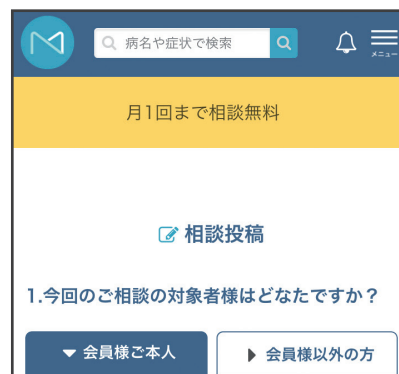 病名や症状で検索
メニュー
月1回まで相談無料
相談投稿
1.今回のご相談の対象者様はどなたですか？
会員様ご本人
会員様以外の方